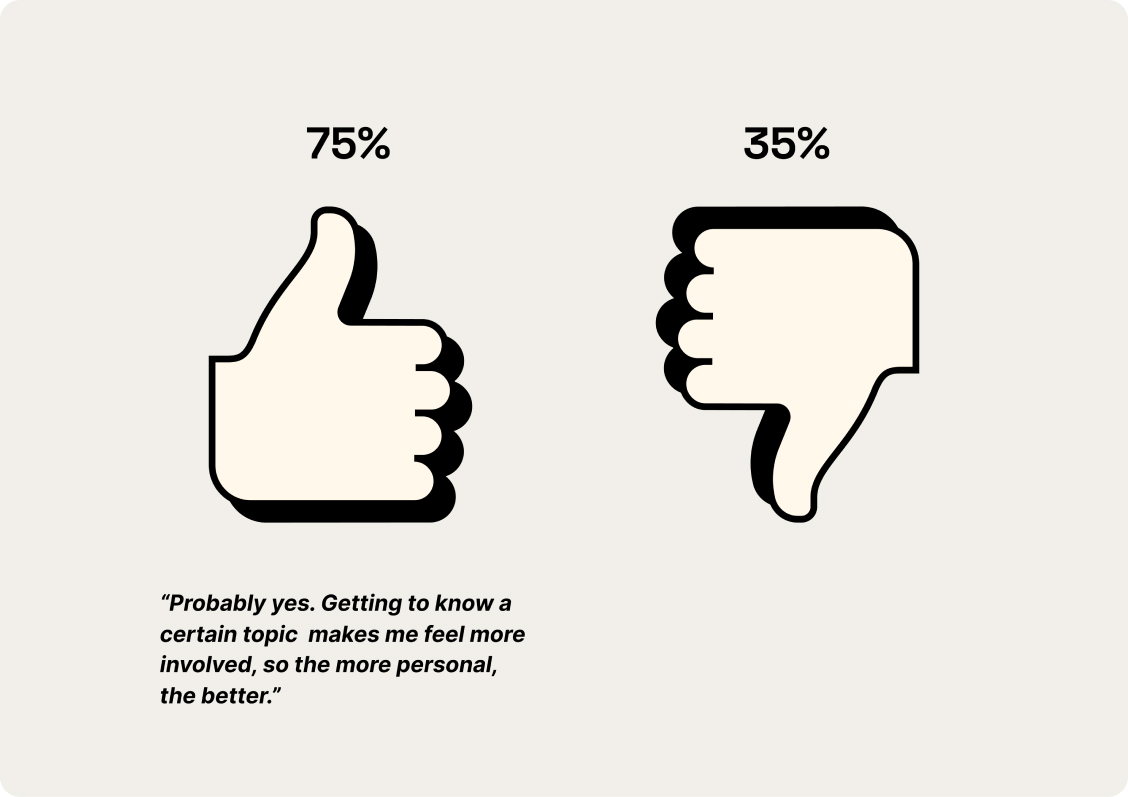 75%
35%
“Probably yes. Getting to know a
certain topic  makes me feel more
involved, so the more personal,
the better.”